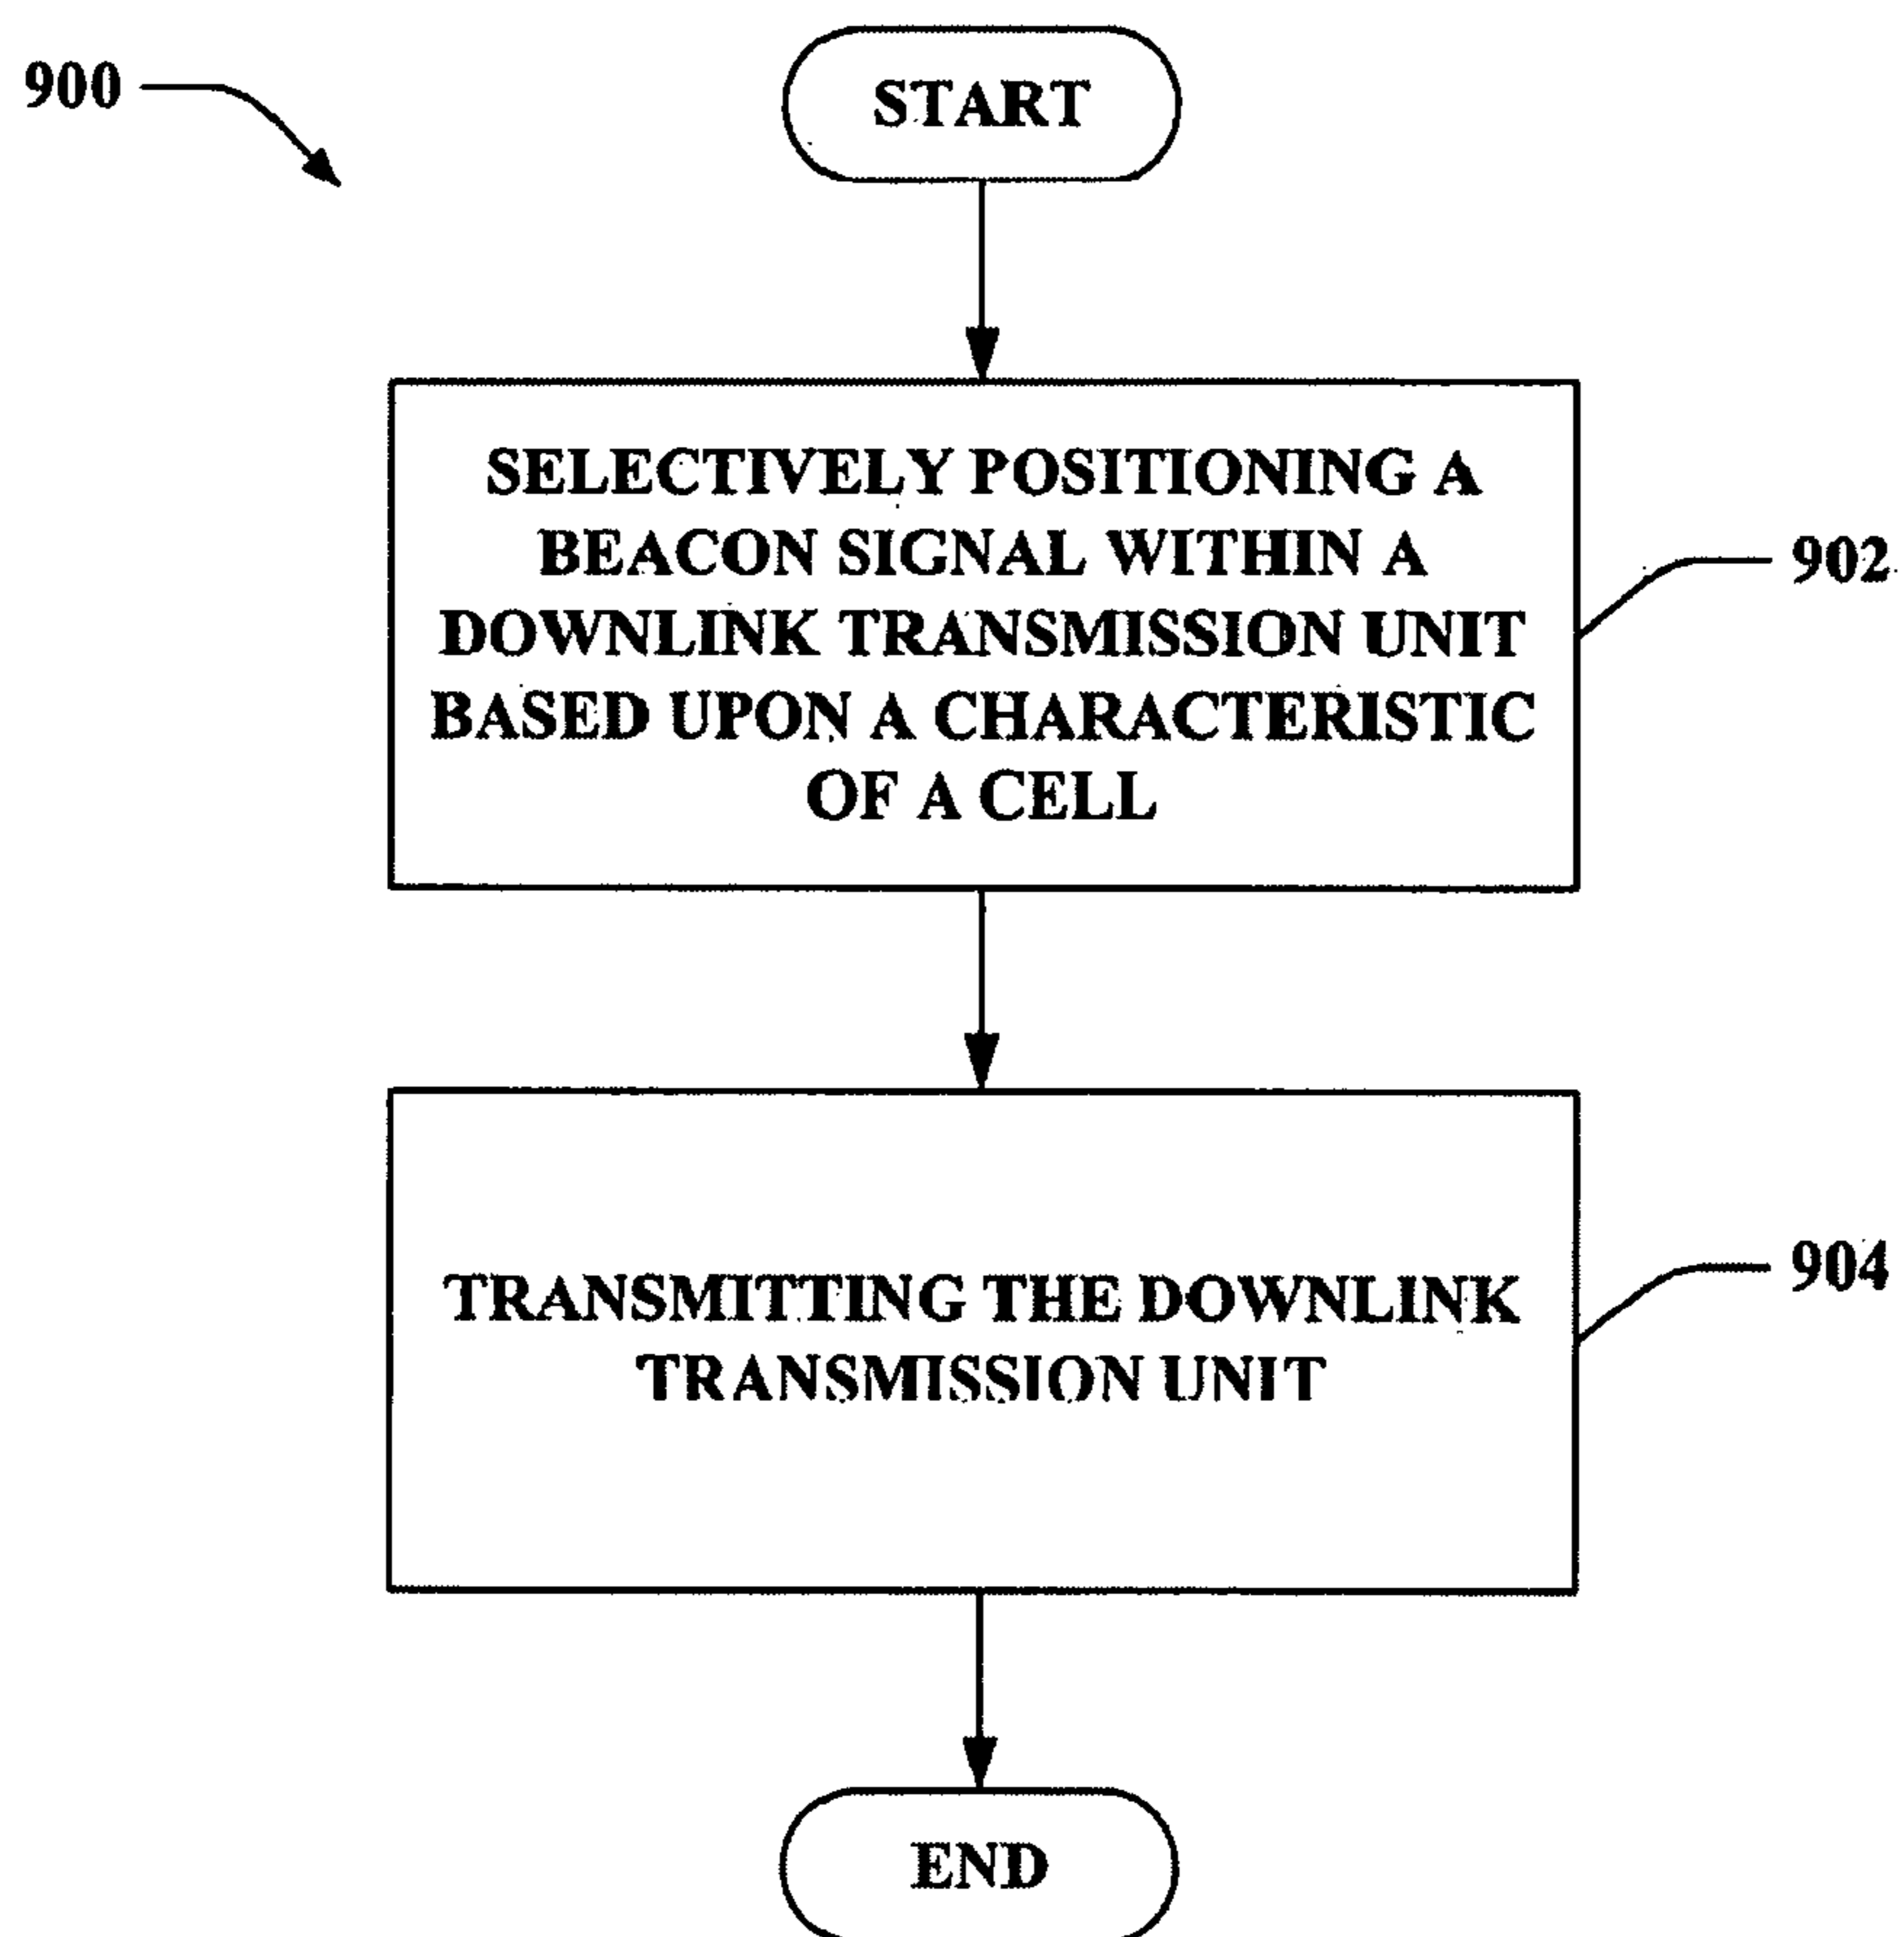 900
START
SELECTIVELY POSITIONING A
BEACON SIGNAL WITHIN A
DOWNLINK TRANSMISSION UNIT
BASED UPON A CHARACTERISTIC
OF A CELL
902
TRANSMITTING THE DOWNLINK
TRANSMISSION UNIT
904
END